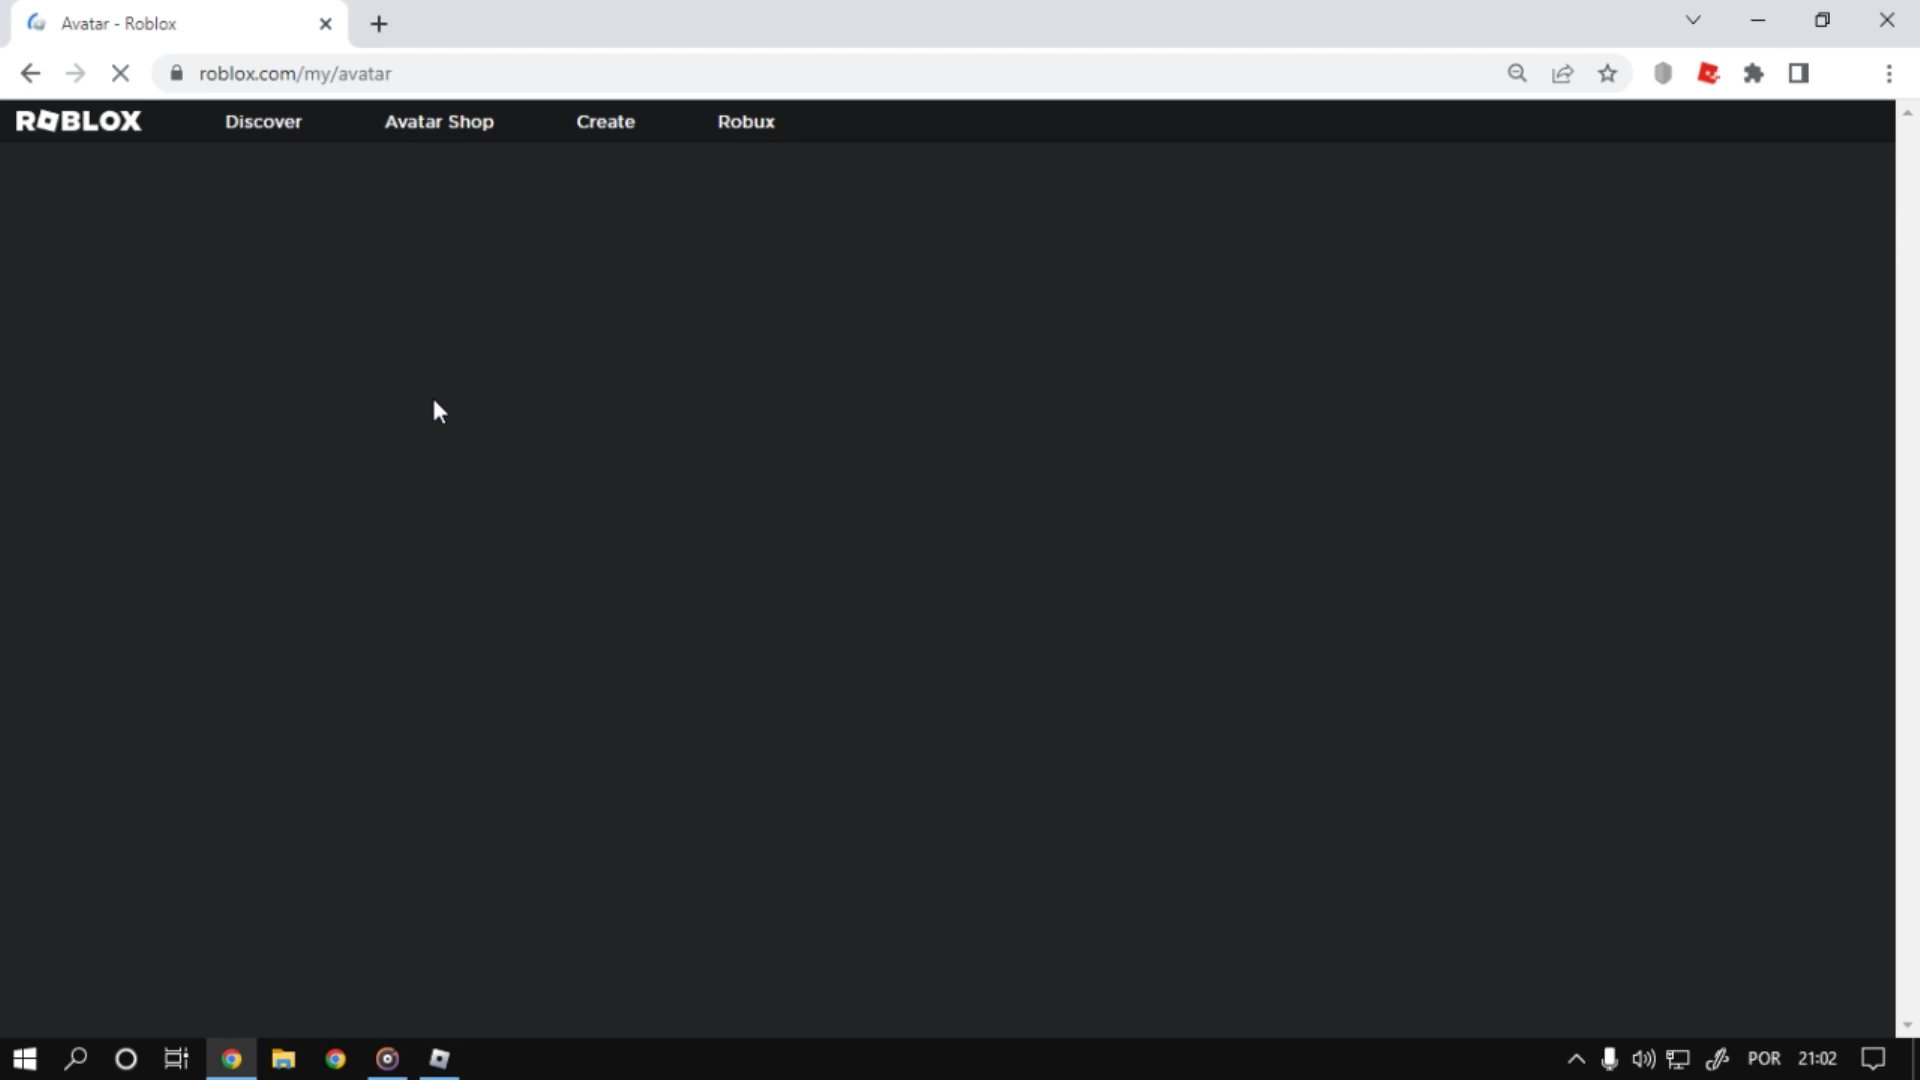 Avatar - Roblox
roblox.com/my/avatar
ROBLOX Discover Avatar Shop Create Robux
POR 21:02